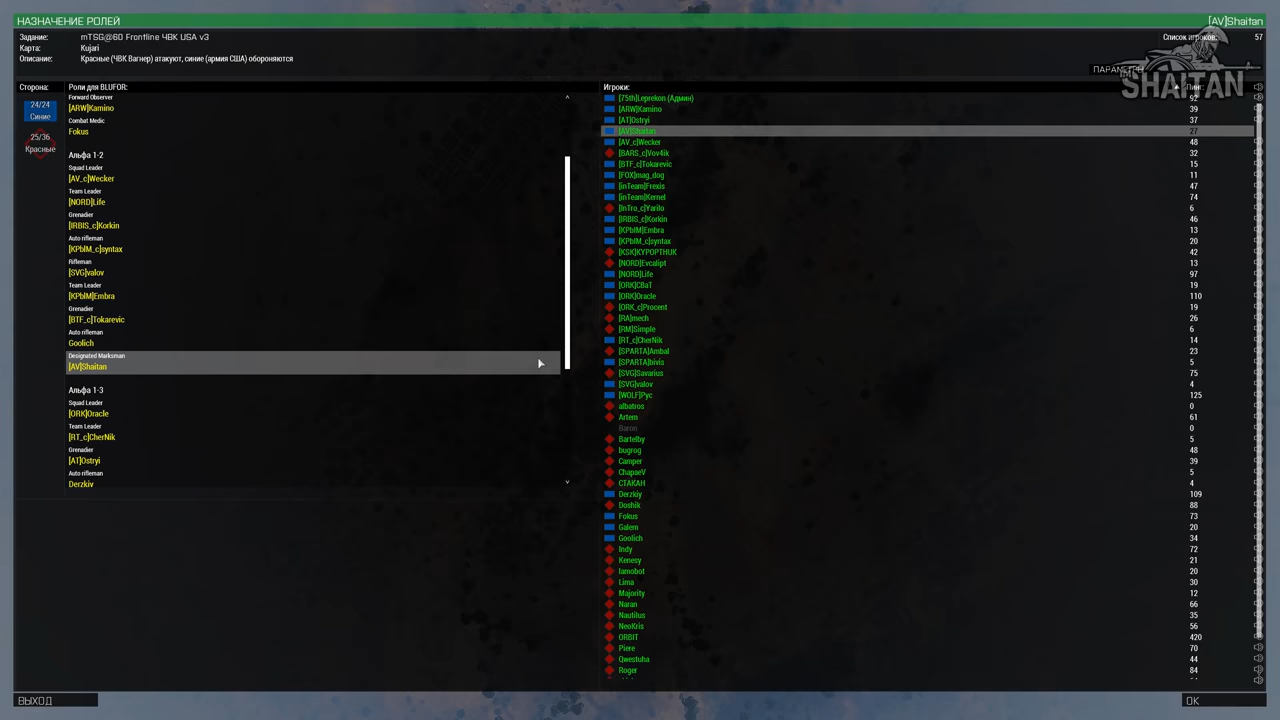 НАЗНАЧЕНИЕ РОЛЕЙ
[AV]Shaitan
Задание: mTSG@60 Frontline ЧВК USA v3
Список игроков: 57
Карта: Kujari
Описание: Красные (ЧВК Вагнер) атакуют, синие (армия США) обороняются
SHAITAN
Сторона:
24/24
Синие
25/36
Красные
Роли для BLUFOR:
Forward Observer
[ARW]Kamino
Combat Medic
Fokus
Альфа 1-2
Squad Leader
[AV_c]Wecker
Team Leader
[NORD]Life
Grenadier
[IRBIS_c]Korkin
Auto rifleman
[KPbIM_c]syntax
Rifleman
[SVG]valov
Team Leader
[KPbIM]Embra
Grenadier
[BTF_c]Tokarevic
Auto rifleman
Goolich
Designated Marksman
[AV]Shaitan
Альфа 1-3
Squad Leader
[ORK]Oracle
Team Leader
[RT_c]CherNik
Grenadier
[AT]Ostryi
Auto rifleman
Derzkiy
Игроки:
[75th]Leprekon (Админ) 92
[ARW]Kamino 39
[AT]Ostryi 37
[AV]Shaitan 27
[AV_c]Wecker 48
[BARS_c]Vov4ik 32
[BTF_c]Tokarevic 15
[FOX]mag_dog 11
[inTeam]Frexis 47
[inTeam]Kernel 74
[InTro_c]Yarilo 6
[IRBIS_c]Korkin 46
[KPbIM]Embra 13
[KPbIM_c]syntax 20
[KSK]KYPOPTHUK 42
[NORD]Evcalipt 13
[NORD]Life 97
[ORK]CBaT 19
[ORK]Oracle 110
[ORK_c]Procent 19
[RA]mech 26
[RM]Simple 6
[RT_c]CherNik 14
[SPARTA]Ambal 23
[SPARTA]bivis 5
[SVG]Savarius 75
[SVG]valov 4
[WOLF]Pyc 125
albatros 0
Artem 61
Baron 0
Bartelby 5
bugrog 48
Camper 39
ChapaeV 5
CTAKAH 4
Derzkiy 109
Doshik 88
Fokus 73
Galem 20
Goolich 34
Indy 72
Kenesy 21
lamobot 20
Lima 30
Majority 12
Naran 66
Nautilus 35
NeoKris 56
ORBIT 420
Piere 70
Qwestuha 44
Roger 84
ВЫХОД
OK